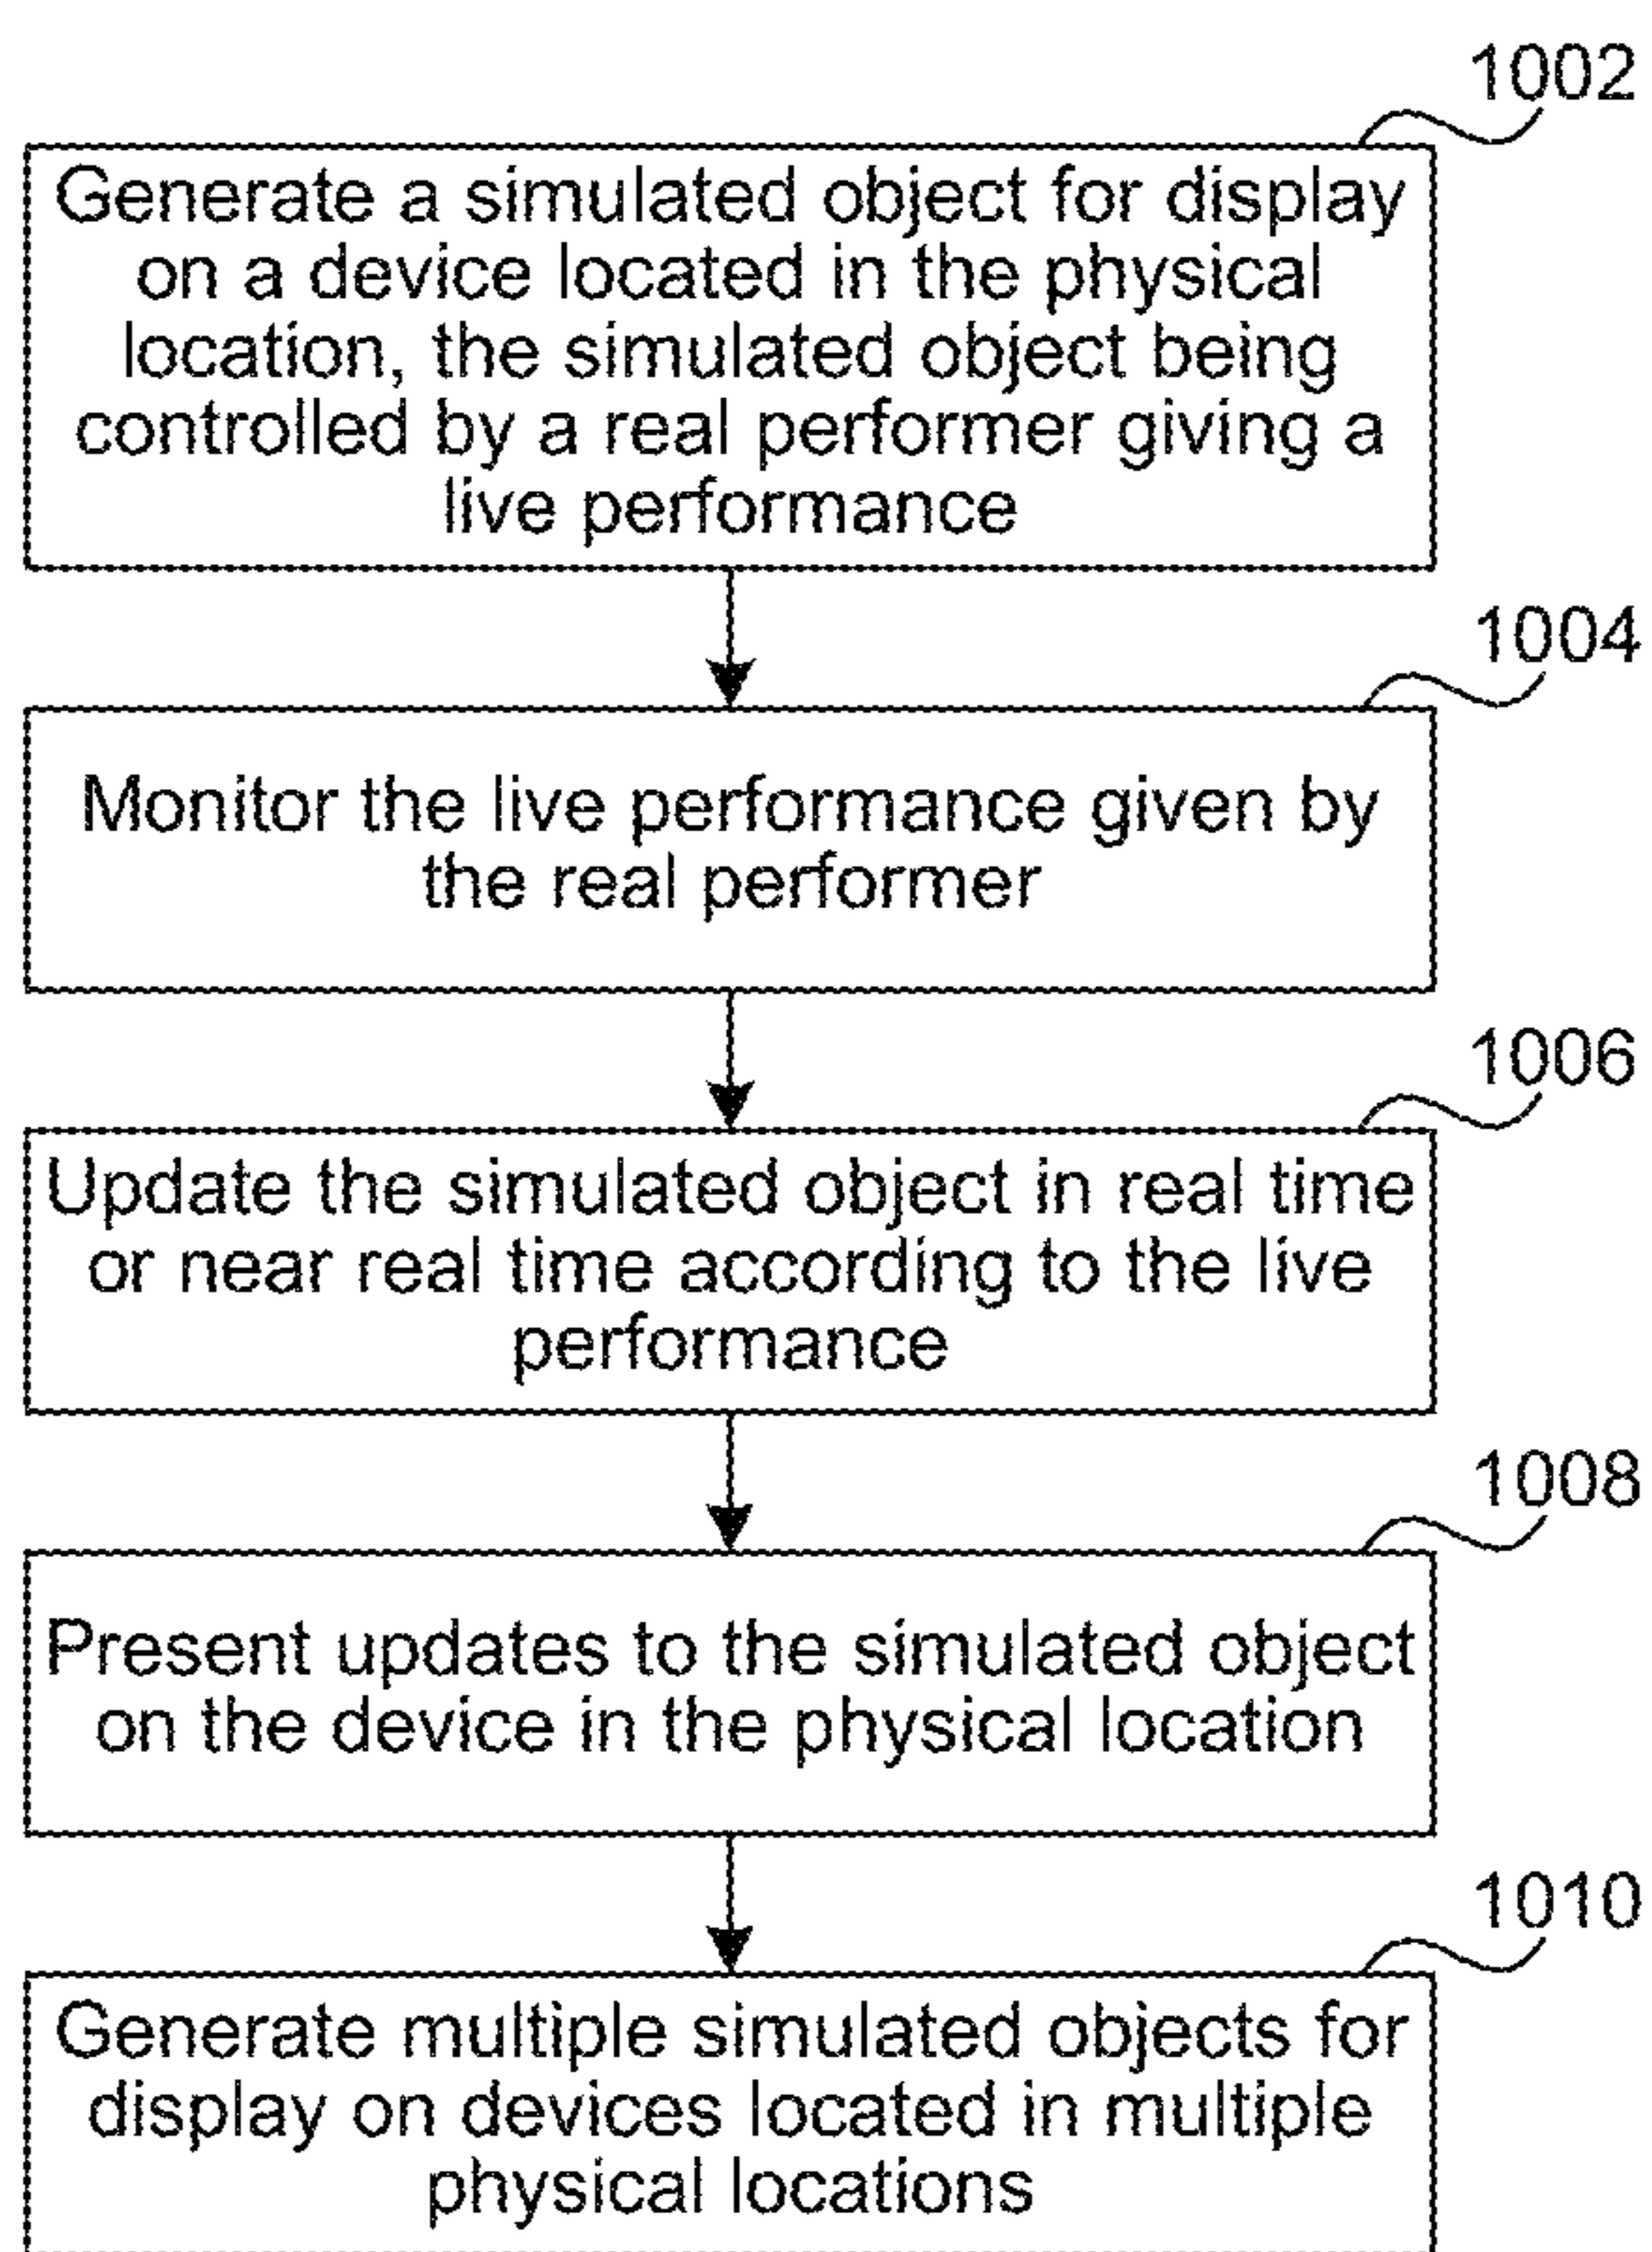 1002
Generate a simulated object for display
on a device located in the physical
location, the simulated object being
controlled by a real performer giving a
live performance
1004
Monitor the live performance given by
the real performer
1006
Update the simulated object in real time
or near real time according to the live
performance
1008
Present updates to the simulated object
on the device in the physical location
1010
Generate multiple simulated objects for
display on devices located in multiple
physical locations